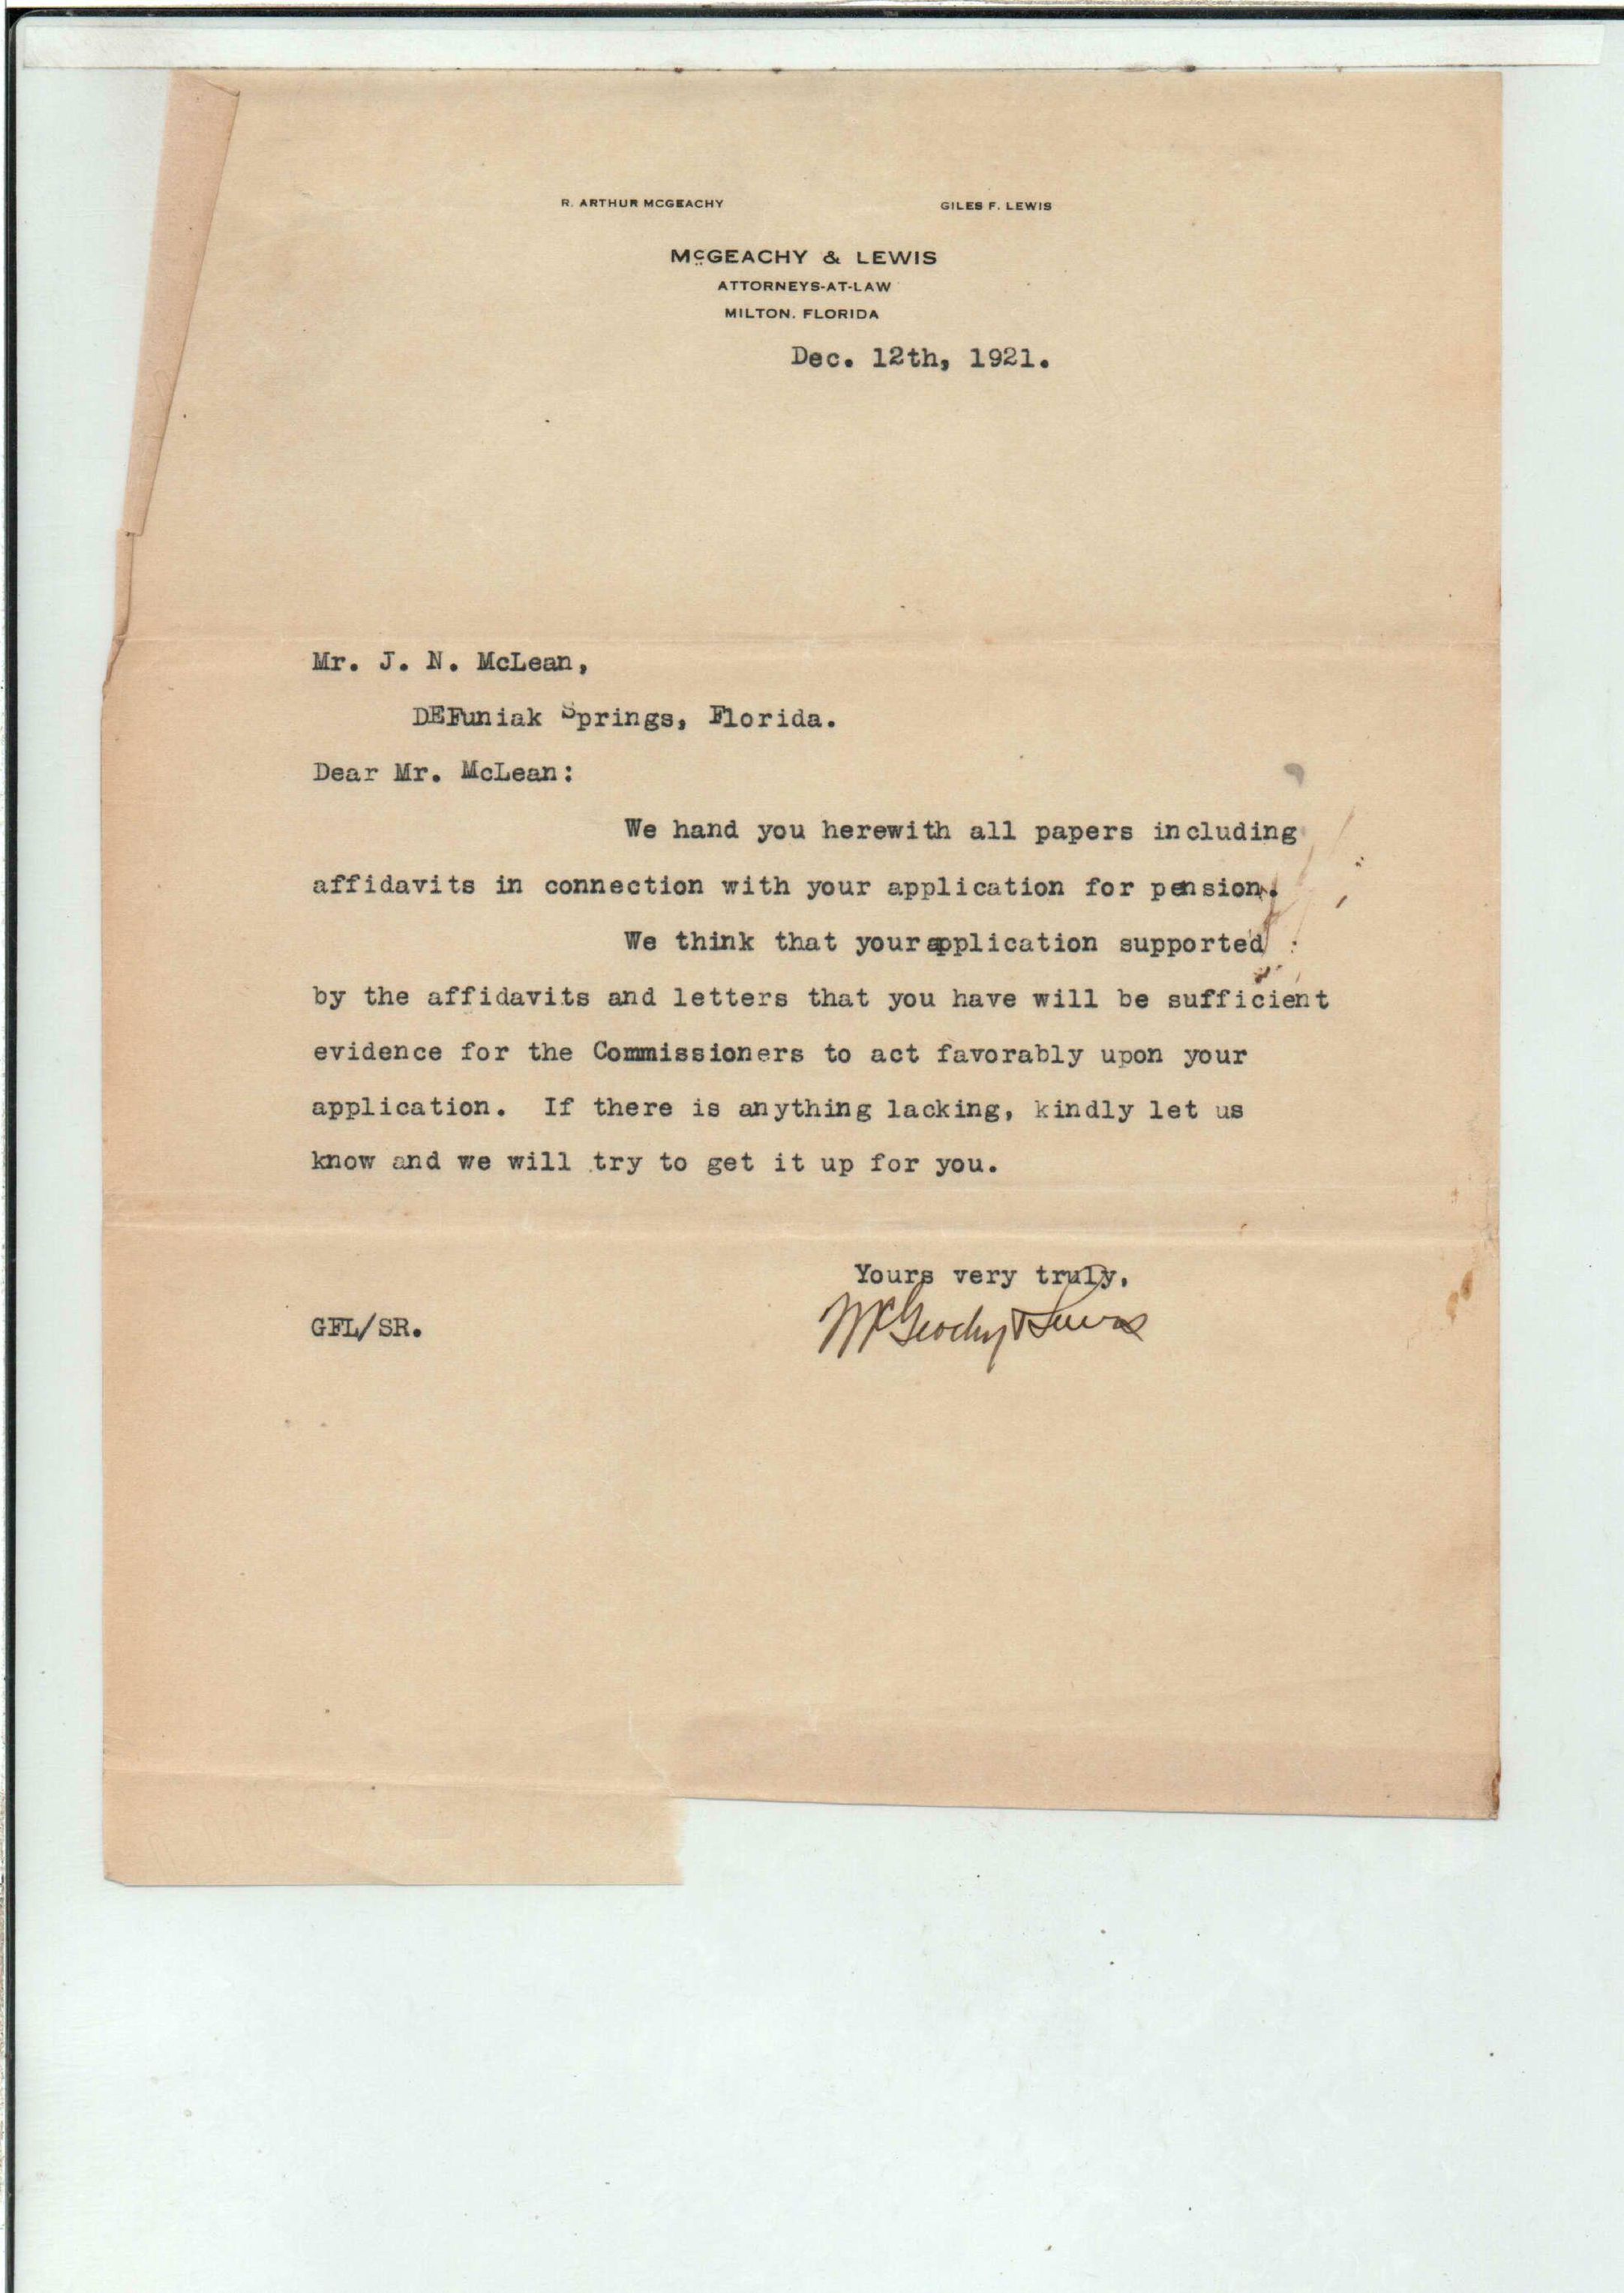 R. ARTHUR MCGEACHY GILES F. LEWIS
McGEACHY & LEWIS
ATTORNEYS-AT-LAW
MILTON. FLORIDA
Dec. 12th, 1921.
Mr. J. N. McLean,
DEFuniak Springs, Florida.
Dear Mr. McLean:
We hand you herewith all papers including
affidavits in connection with your application for pension.
We think that your application supported
by the affidavits and letters that you have will be sufficient
evidence for the Commissioners to act favorably upon your
application. If there is anything lacking, kindly let us
know and we will try to get it up for you.
Yours very truly,
GFL/SR.
McGeachy & Lewis